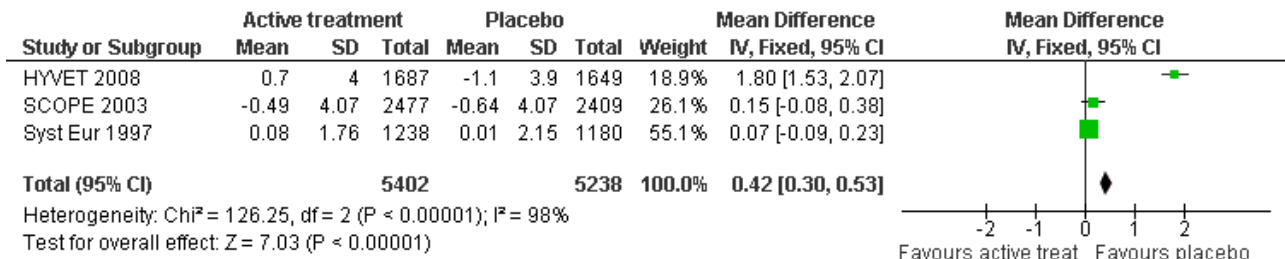 Active treatment Placebo Mean Difference Mean Difference
Study or Subgroup Mean SD Total Mean SD Total Weight IV, Fixed, 95% CI IV, Fixed, 95% CI
HYVET 2008 0.7 4 1687 -1.1 3.9 1649 18.9% 1.80 [1.53, 2.07]
SCOPE 2003 -0.49 4.07 2477 -0.64 4.07 2409 26.1% 0.15 [-0.08, 0.38]
Syst Eur 1997 0.08 1.76 1238 0.01 2.15 1180 55.1% 0.07 [-0.09, 0.23]
Total (95% CI) 5402 5238 100.0% 0.42 [0.30, 0.53]
Heterogeneity: Chi² = 126.25, df = 2 (P < 0.00001); I² = 98%
Test for overall effect: Z = 7.03 (P < 0.00001)
-2 -1 0 1 2
Favours active treat Favours placebo